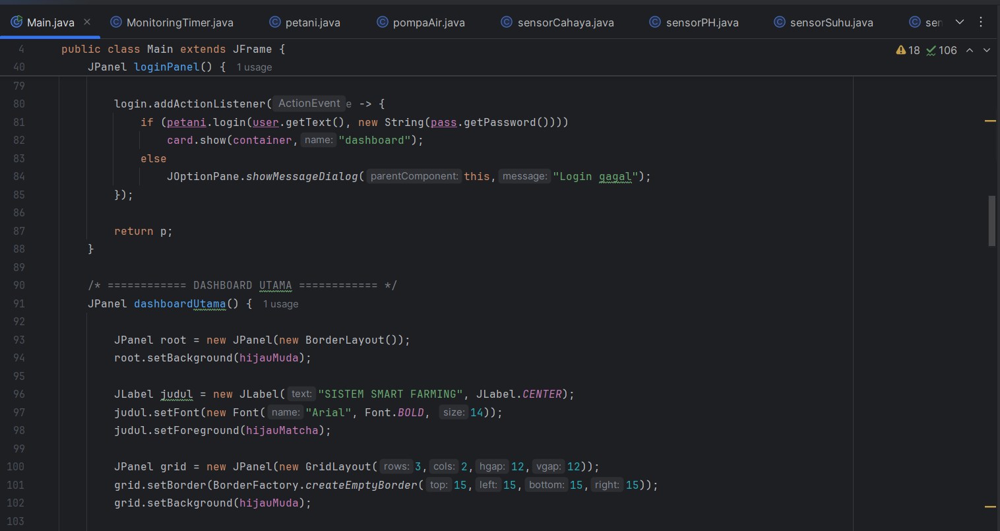 Main.java MonitoringTimer.java petani.java pompaAir.java sensorCahaya.java sensorPH.java sensorSuhu.java sen
4 public class Main extends JFrame { 18 106
40 JPanel loginPanel() { 1 usage
79
80 login.addActionListener( ActionEvent e -> {
81 if (petani.login(user.getText(), new String(pass.getPassword())))
82 card.show(container, name: "dashboard");
83 else
84 JOptionPane.showMessageDialog( parentComponent: this, message: "Login gagal");
85 });
86
87 return p;
88 }
89
90 /* ============ DASHBOARD UTAMA ============ */
91 JPanel dashboardUtama() { 1 usage
92
93 JPanel root = new JPanel(new BorderLayout());
94 root.setBackground(hijauMuda);
95
96 JLabel judul = new JLabel( text: "SISTEM SMART FARMING", JLabel.CENTER);
97 judul.setFont(new Font( name: "Arial", Font.BOLD, size: 14));
98 judul.setForeground(hijauMatcha);
99
100 JPanel grid = new JPanel(new GridLayout( rows: 3, cols: 2, hgap: 12, vgap: 12));
101 grid.setBorder(BorderFactory.createEmptyBorder( top: 15, left: 15, bottom: 15, right: 15));
102 grid.setBackground(hijauMuda);
103